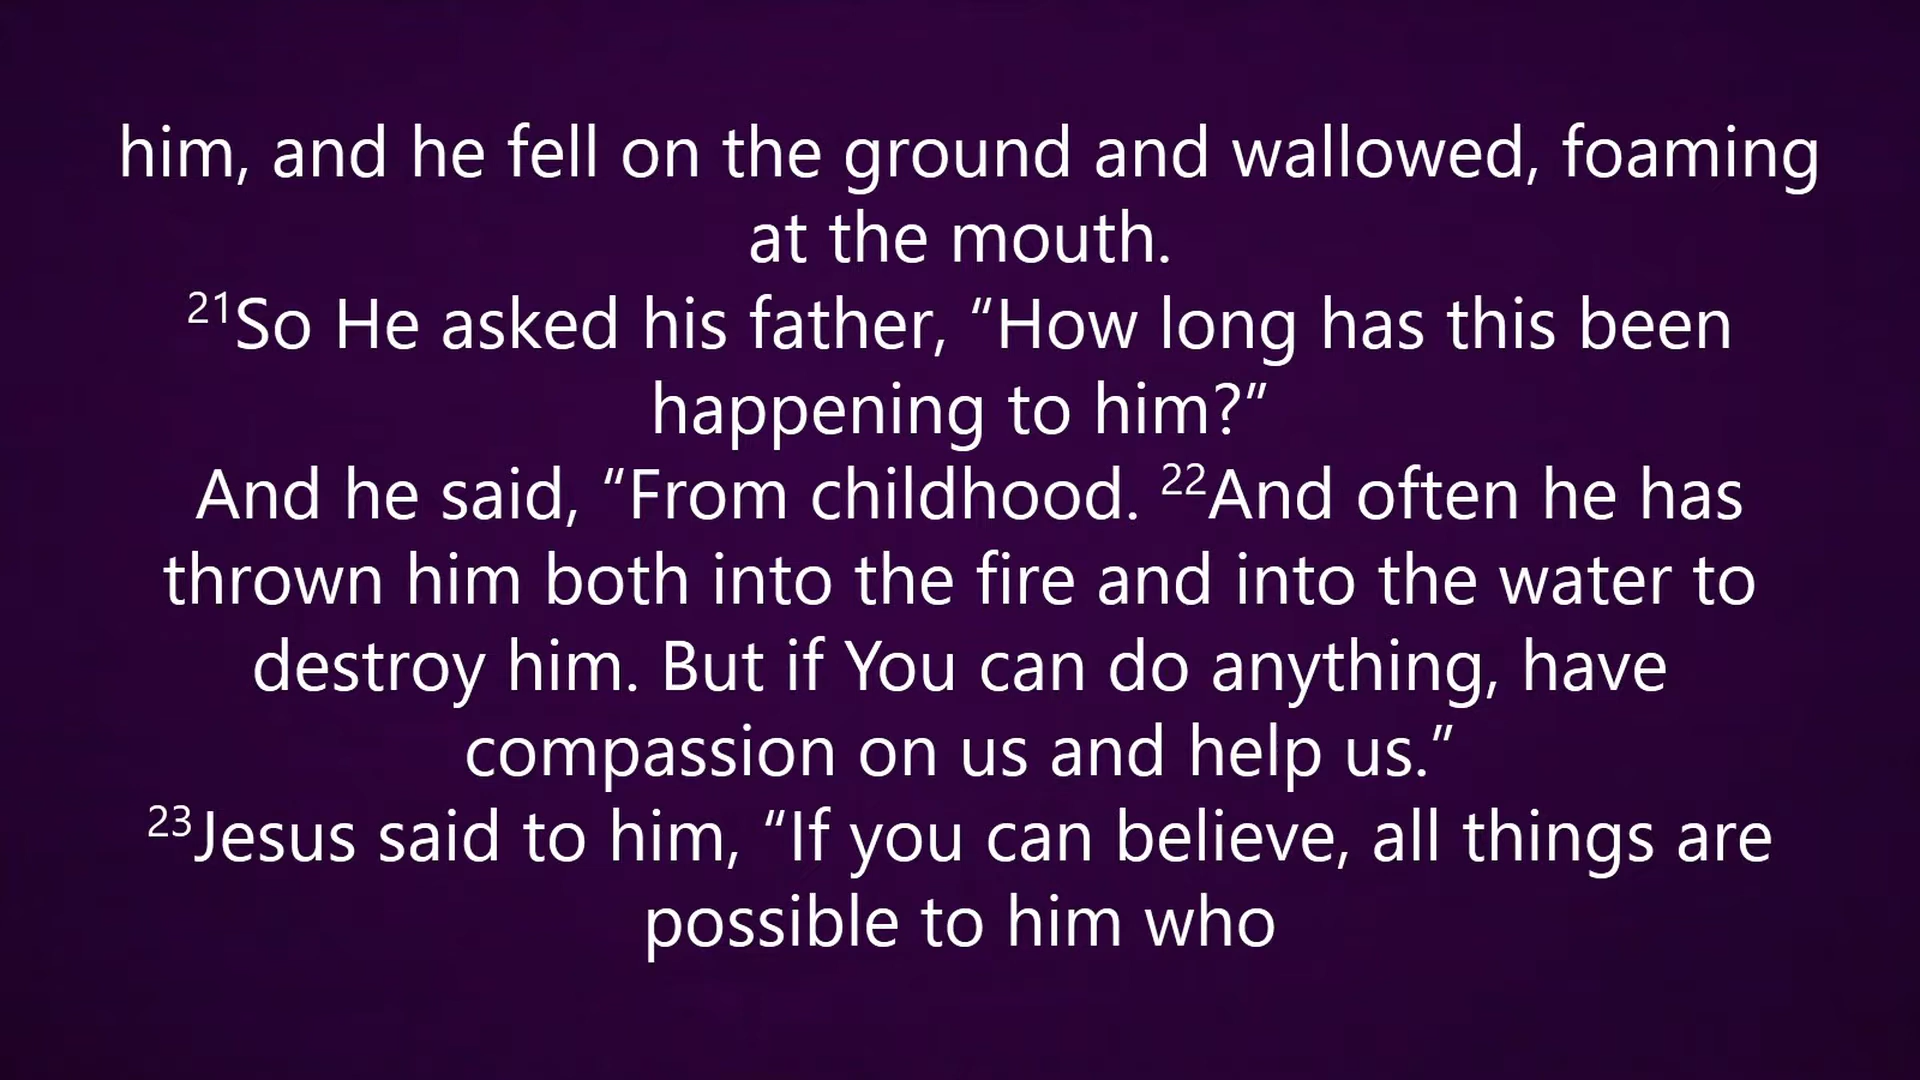 him, and he fell on the ground and wallowed, foaming
at the mouth.
²¹So He asked his father, “How long has this been
happening to him?”
And he said, “From childhood. ²²And often he has
thrown him both into the fire and into the water to
destroy him. But if You can do anything, have
compassion on us and help us.”
²³Jesus said to him, “If you can believe, all things are
possible to him who